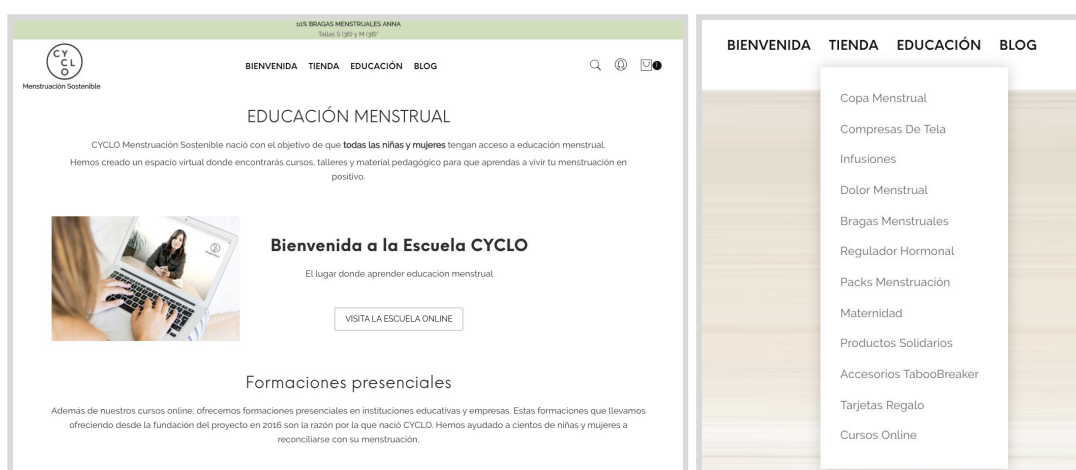 10% BRAGAS MENSTRUALES ANNA
Tallas S (36) y M (38)*
CYCLO
Menstruación Sostenible
BIENVENIDA TIENDA EDUCACIÓN BLOG
EDUCACIÓN MENSTRUAL
CYCLO Menstruación Sostenible nació con el objetivo de que todas las niñas y mujeres tengan acceso a educación menstrual.
Hemos creado un espacio virtual donde encontrarás cursos, talleres y material pedagógico para que aprendas a vivir tu menstruación en
positivo.
Bienvenida a la Escuela CYCLO
El lugar donde aprender educación menstrual
VISITA LA ESCUELA ONLINE
Formaciones presenciales
Además de nuestros cursos online, ofrecemos formaciones presenciales en instituciones educativas y empresas. Estas formaciones que llevamos
ofreciendo desde la fundación del proyecto en 2016 son la razón por la que nació CYCLO. Hemos ayudado a cientos de niñas y mujeres a
reconciliarse con su menstruación.
BIENVENIDA TIENDA EDUCACIÓN BLOG
Copa Menstrual
Compresas De Tela
Infusiones
Dolor Menstrual
Bragas Menstruales
Regulador Hormonal
Packs Menstruación
Maternidad
Productos Solidarios
Accesorios TabooBreaker
Tarjetas Regalo
Cursos Online